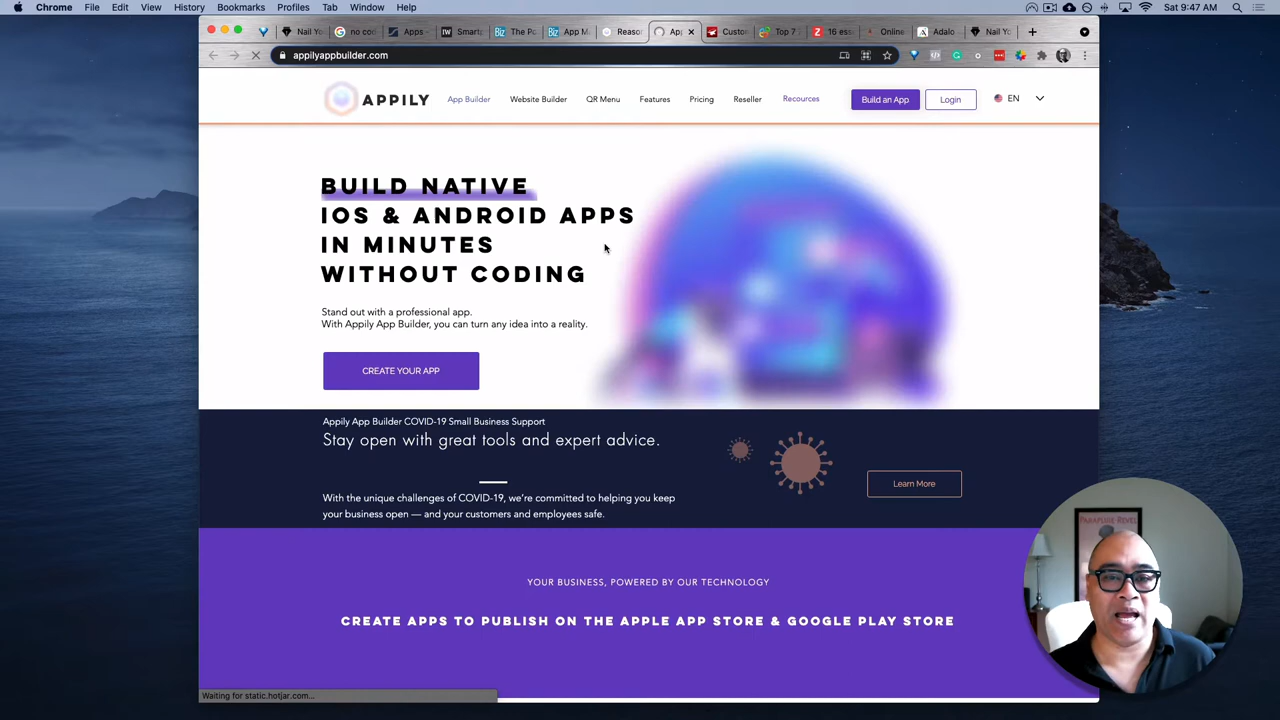 Chrome File Edit View History Bookmarks Profiles Tab Window Help
Sat 9:47 AM
Nail Yo
no cod
Apps -
Smartp
The Po
App M
Reason
App
Custo
Top 7
16 ess
Online
Adalo
Nail Yo
appilyappbuilder.com
APPILY
App Builder Website Builder QR Menu Features Pricing Reseller Recources Build an App Login EN
BUILD NATIVE
IOS & ANDROID APPS
IN MINUTES
WITHOUT CODING
Stand out with a professional app.
With Appily App Builder, you can turn any idea into a reality.
CREATE YOUR APP
Appily App Builder COVID-19 Small Business Support
Stay open with great tools and expert advice.
Learn More
With the unique challenges of COVID-19, we're committed to helping you keep
your business open — and your customers and employees safe.
YOUR BUSINESS, POWERED BY OUR TECHNOLOGY
CREATE APPS TO PUBLISH ON THE APPLE APP STORE & GOOGLE PLAY STORE
Waiting for static.hotjar.com...